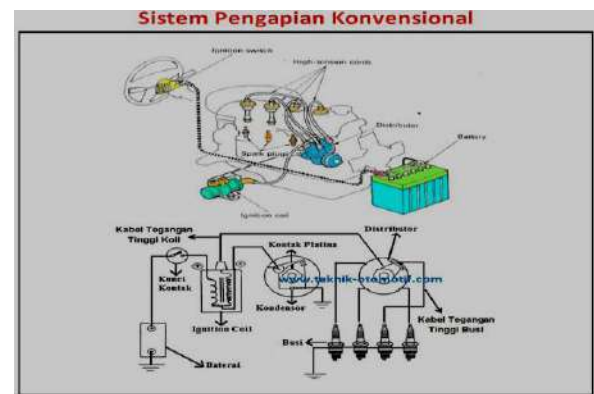 Sistem Pengapian Konvensional
Ignition switch
High-tension cords
Distributor
Battery
Spark plugs
Ignition coil
Kabel Tegangan
Tinggi Koil
Distributor
Kontak Platina
www.teknik-otomotif.com
Kunci
Kontak
Kondensor
Kabel Tegangan
Tinggi Busi
Ignition Coil
Busi
Baterai